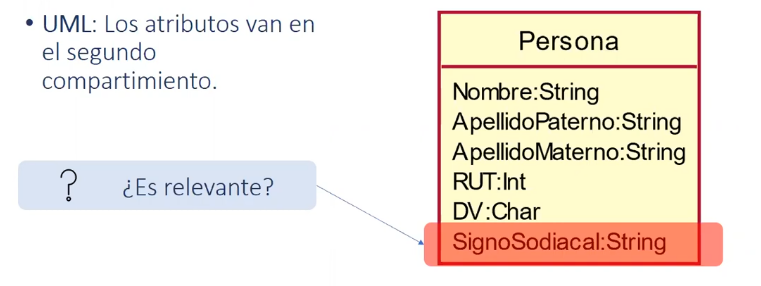 • UML: Los atributos van en
el segundo
compartimiento.
? ¿Es relevante?
Persona
Nombre:String
ApellidoPaterno:String
ApellidoMaterno:String
RUT:Int
DV:Char
SignoSodiacal:String